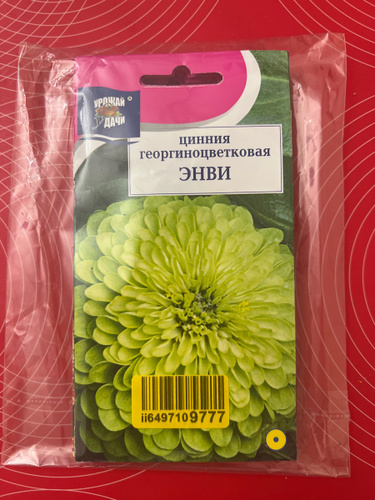 УРОЖАЙ
ДАЧИ
®
ЦИННИЯ
ГЕОРГИНОЦВЕТКОВАЯ
ЭНВИ
ii6497109777